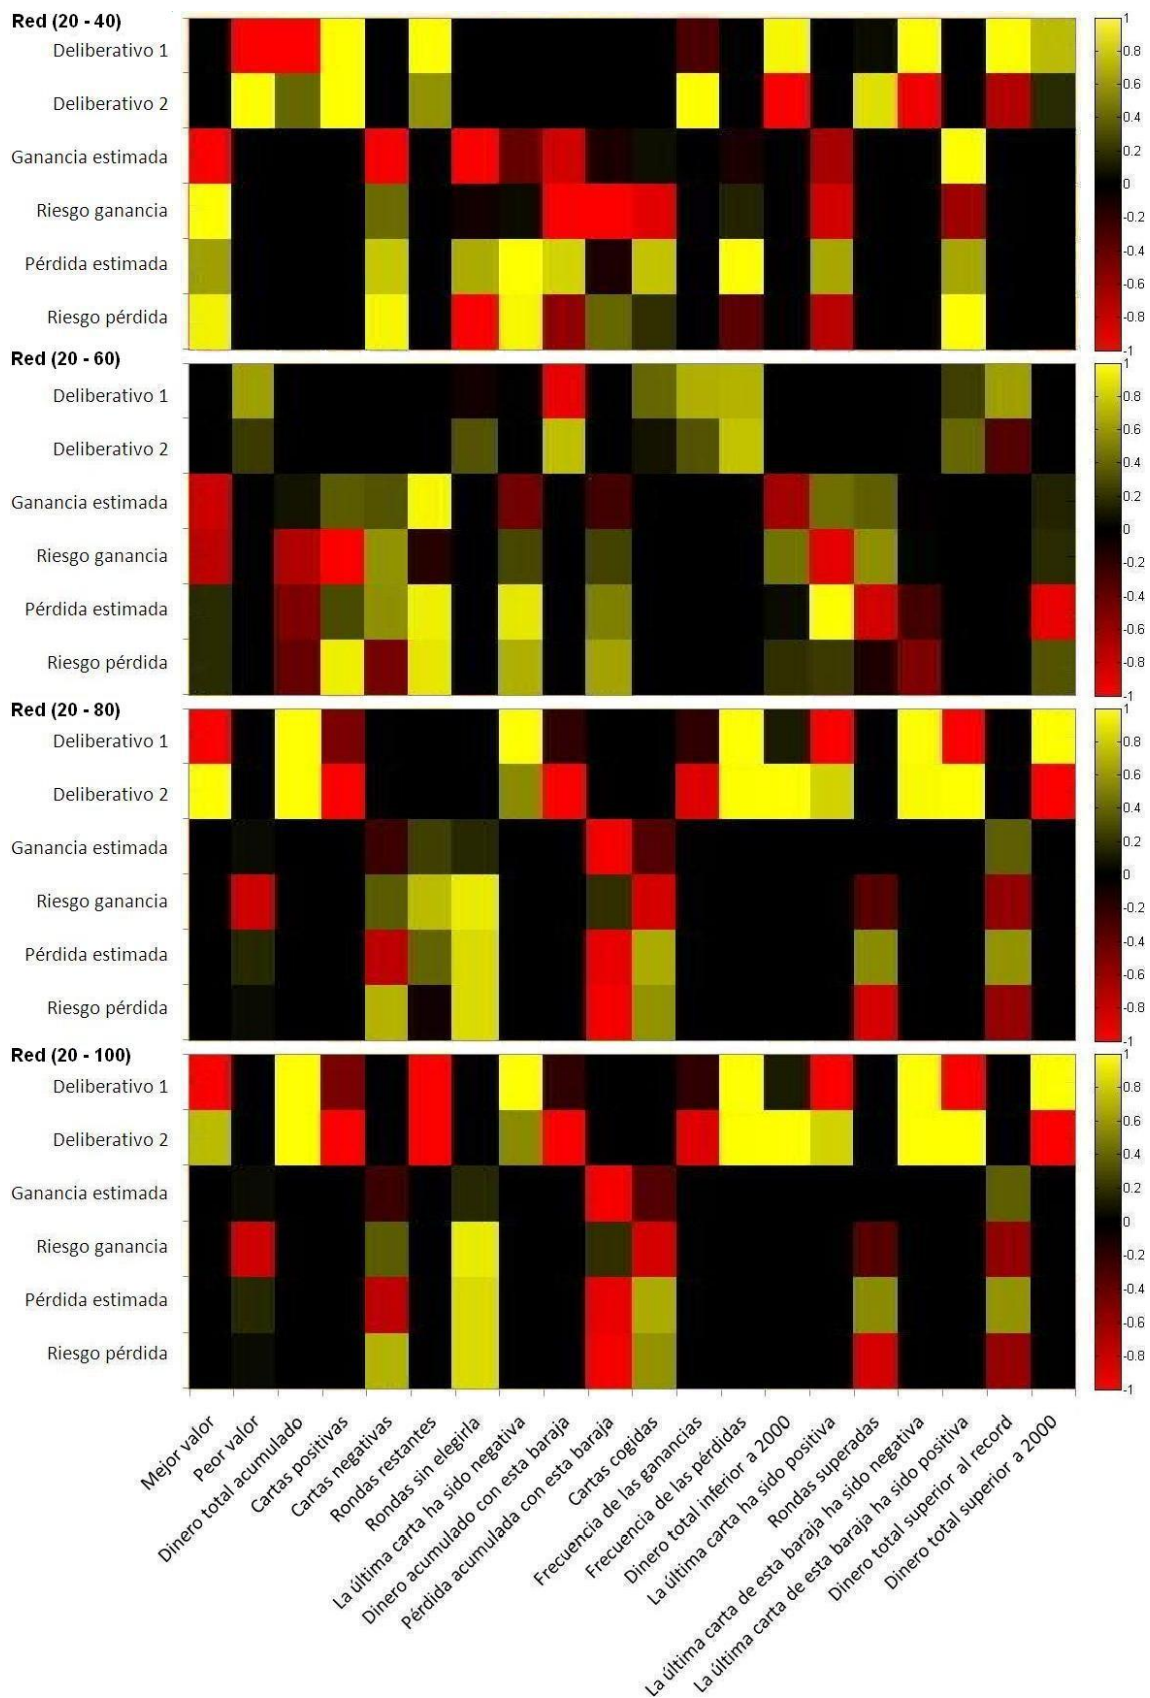 Red (20 - 40)
Deliberativo 1
Deliberativo 2
Ganancia estimada
Riesgo ganancia
Pérdida estimada
Riesgo pérdida
1
0.8
0.6
0.4
0.2
0
-0.2
-0.4
-0.6
-0.8
-1
Red (20 - 60)
Deliberativo 1
Deliberativo 2
Ganancia estimada
Riesgo ganancia
Pérdida estimada
Riesgo pérdida
1
0.8
0.6
0.4
0.2
0
-0.2
-0.4
-0.6
-0.8
-1
Red (20 - 80)
Deliberativo 1
Deliberativo 2
Ganancia estimada
Riesgo ganancia
Pérdida estimada
Riesgo pérdida
1
0.8
0.6
0.4
0.2
0
-0.2
-0.4
-0.6
-0.8
-1
Red (20 - 100)
Deliberativo 1
Deliberativo 2
Ganancia estimada
Riesgo ganancia
Pérdida estimada
Riesgo pérdida
1
0.8
0.6
0.4
0.2
0
-0.2
-0.4
-0.6
-0.8
-1
Mejor valor
Peor valor
Dinero total acumulado
Cartas positivas
Cartas negativas
Rondas restantes
Rondas sin elegirla
La última carta ha sido negativa
Dinero acumulado con esta baraja
Pérdida acumulada con esta baraja
Cartas cogidas
Frecuencia de las ganancias
Frecuencia de las pérdidas
Dinero total inferior a 2000
La última carta ha sido positiva
Rondas superadas
La última carta de esta baraja ha sido negativa
La última carta de esta baraja ha sido positiva
Dinero total superior al record
Dinero total superior a 2000